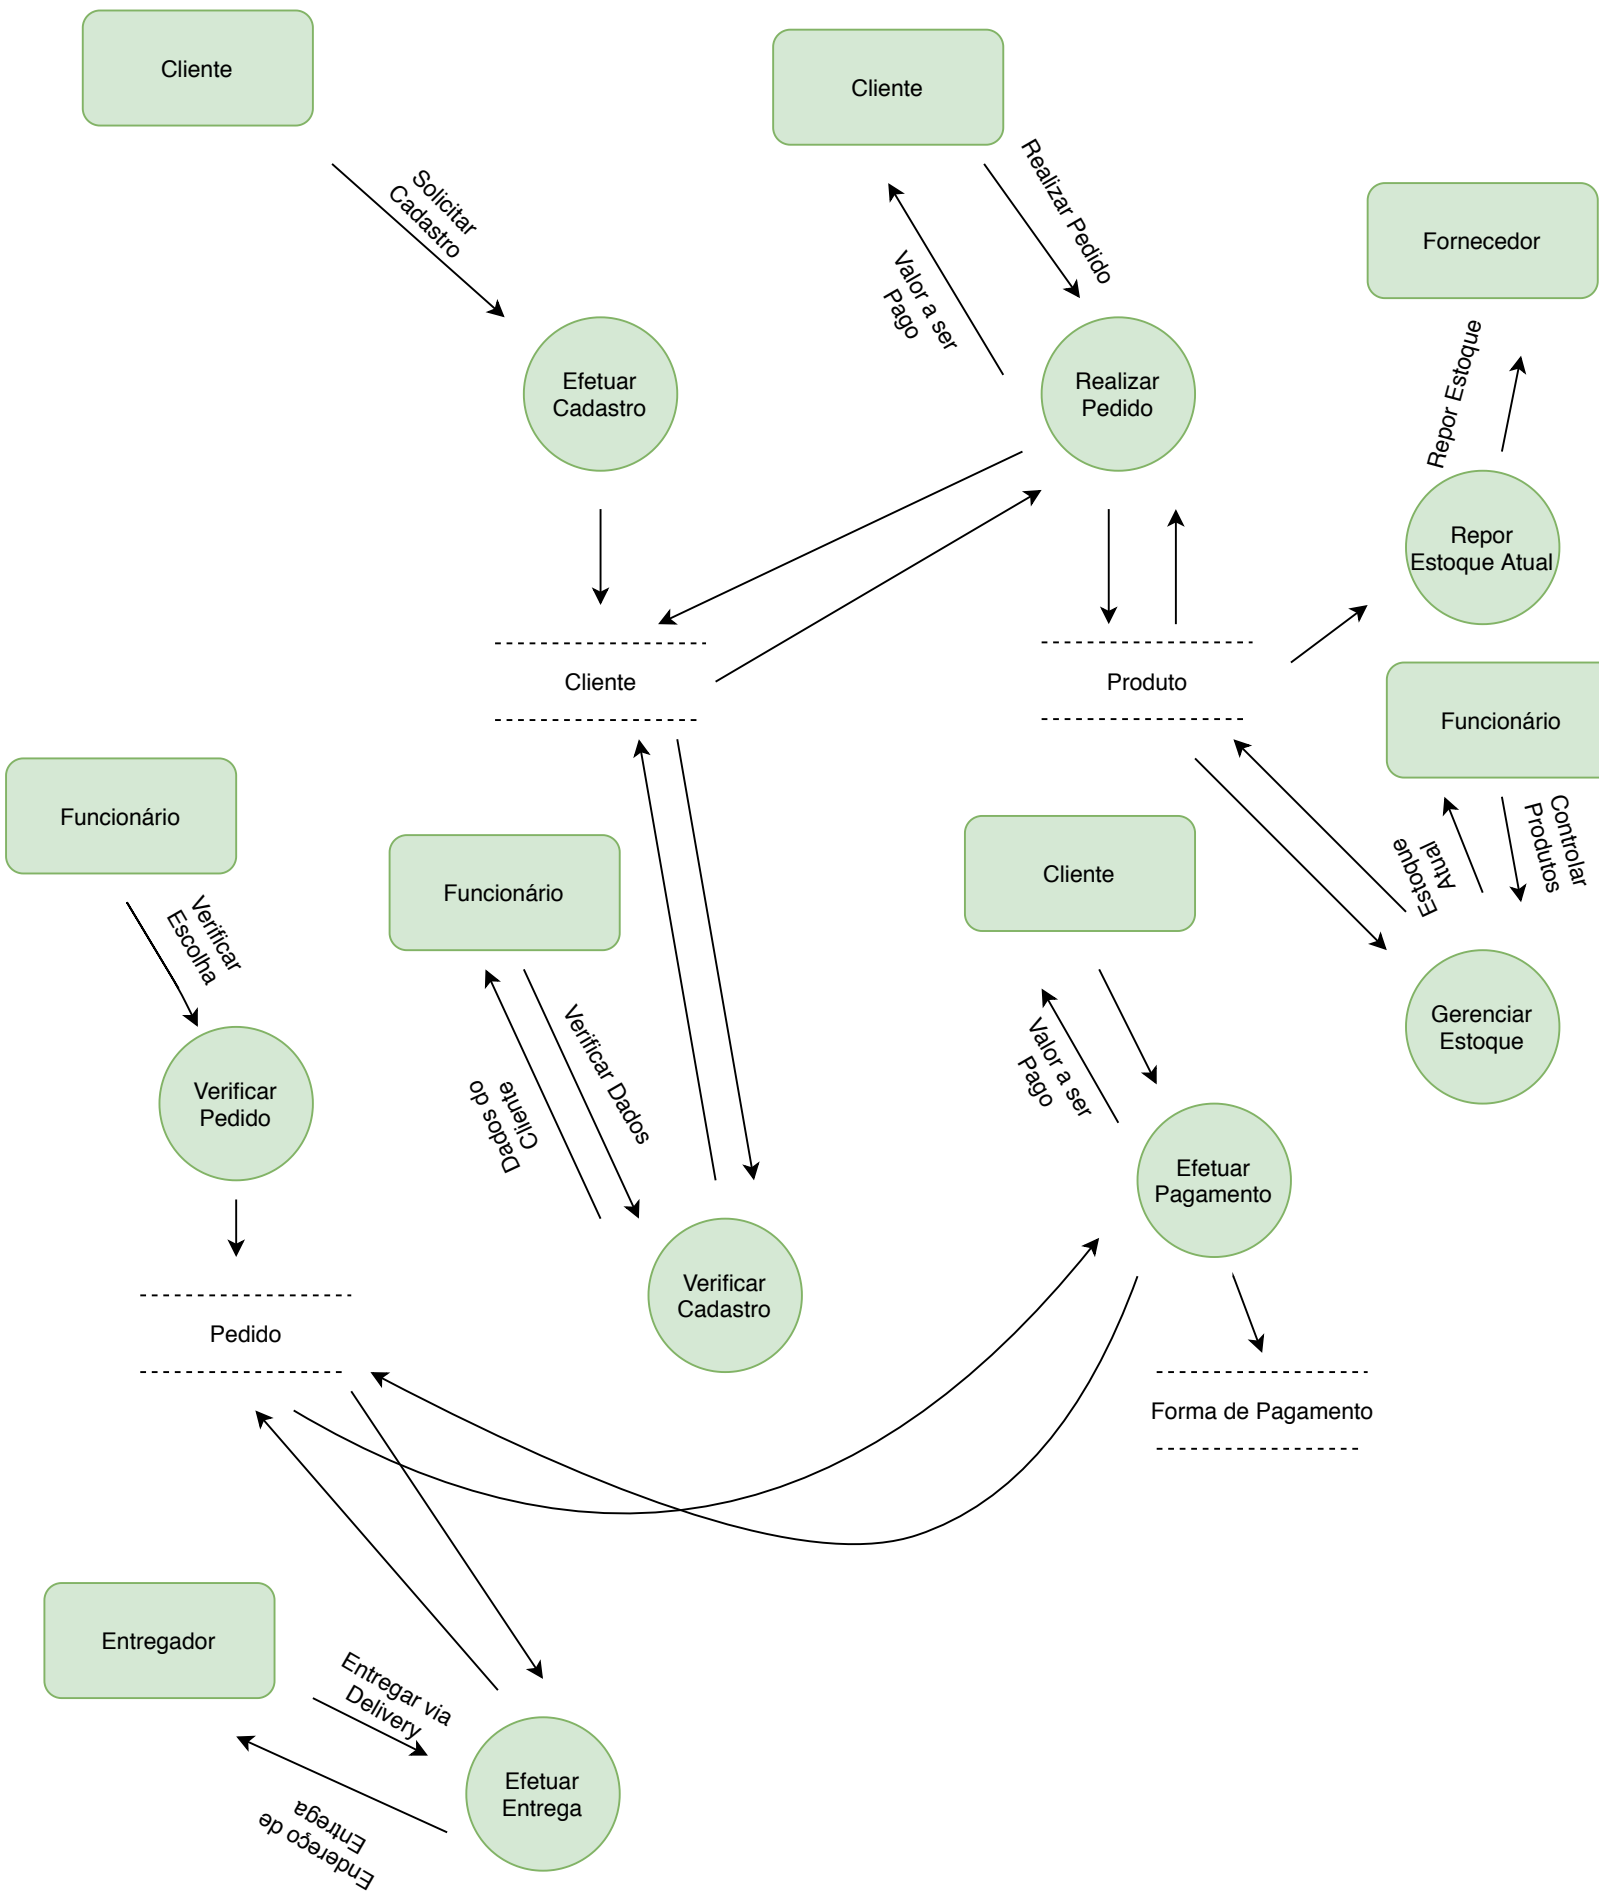 Cliente
Cliente
Solicitar
Cadastro
Realizar Pedido
Valor a ser
Pago
Fornecedor
Repor Estoque
Efetuar
Cadastro
Realizar
Pedido
Repor
Estoque Atual
Cliente
Produto
Funcionário
Funcionário
Funcionário
Cliente
Controlar
Produtos
Estoque
Atual
Verificar
Escolha
Verificar Dados
Dados do
Cliente
Valor a ser
Pago
Gerenciar
Estoque
Verificar
Pedido
Efetuar
Pagamento
Verificar
Cadastro
Pedido
Forma de Pagamento
Entregador
Entregar via
Delivery
Efetuar
Entrega
Endereço de
Entrega